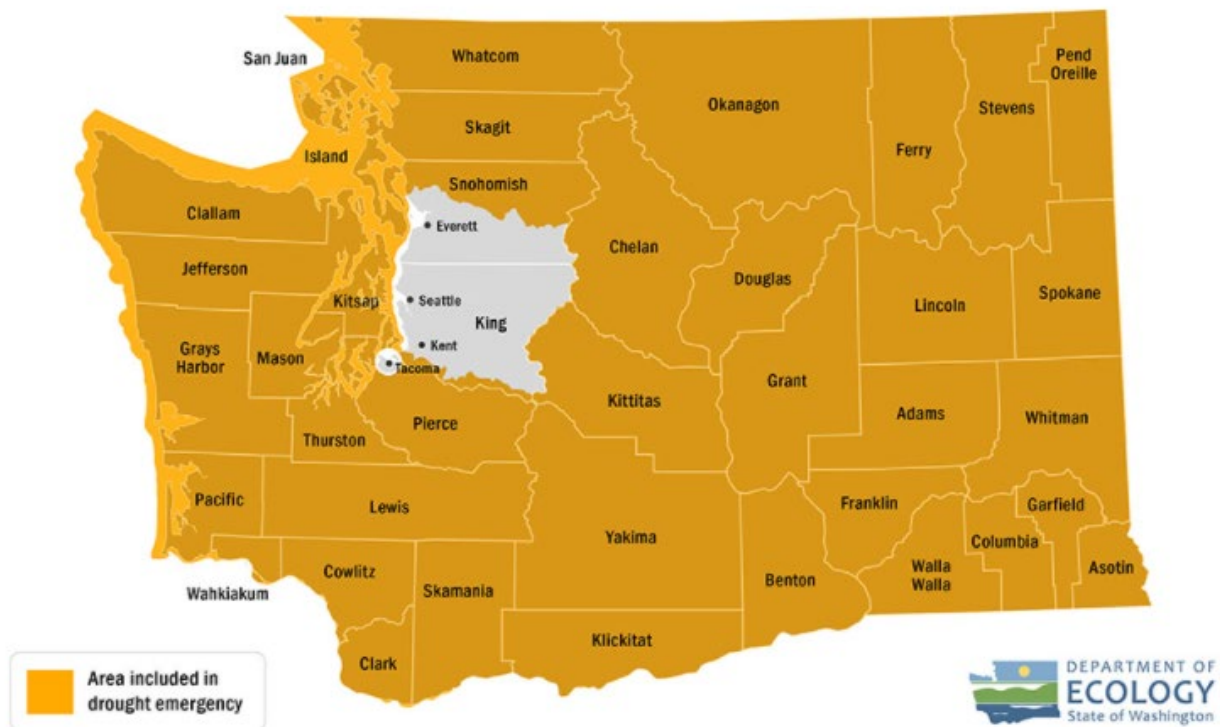 San Juan
Whatcom
Okanagon
Pend
Oreille
Stevens
Skagit
Ferry
Island
Snohomish
Clallam
Everett
Chelan
Jefferson
Douglas
Kitsap
Seattle
Lincoln
Spokane
King
Grays
Harbor
Mason
Kent
Tacoma
Grant
Kittitas
Adams
Whitman
Pierce
Thurston
Pacific
Lewis
Franklin
Garfield
Yakima
Columbia
Cowlitz
Skamania
Benton
Walla
Walla
Asotin
Wahkiakum
Klickitat
Clark
Area included in
drought emergency
DEPARTMENT OF
ECOLOGY
State of Washington